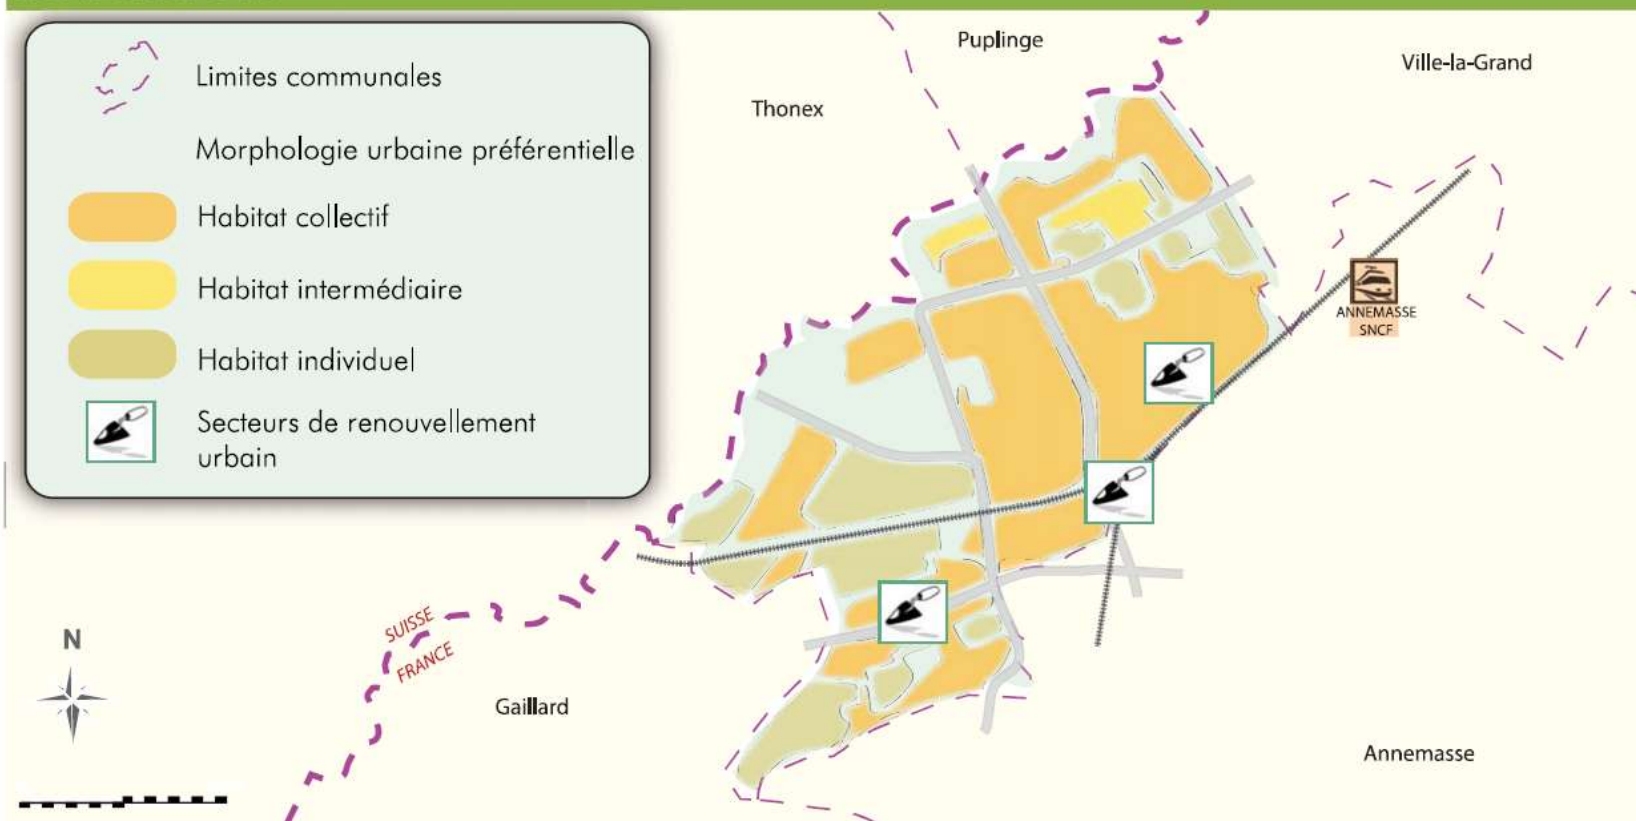 Limites communales
Morphologie urbaine préférentielle
Habitat collectif
Habitat intermédiaire
Habitat individuel
Secteurs de renouvellement
urbain
Puplinge
Ville-la-Grand
Thonex
ANNEMASSE
SNCF
SUISSE
FRANCE
N
Gaillard
Annemasse